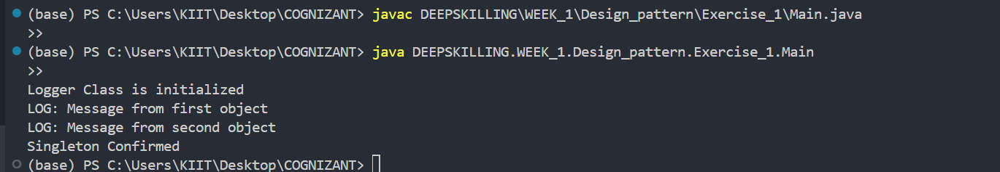 (base) PS C:\Users\KIIT\Desktop\COGNIZANT> javac DEEPSKILLING\WEEK_1\Design_pattern\Exercise_1\Main.java
>>
(base) PS C:\Users\KIIT\Desktop\COGNIZANT> java DEEPSKILLING.WEEK_1.Design_pattern.Exercise_1.Main
>>
Logger Class is initialized
LOG: Message from first object
LOG: Message from second object
Singleton Confirmed
(base) PS C:\Users\KIIT\Desktop\COGNIZANT>